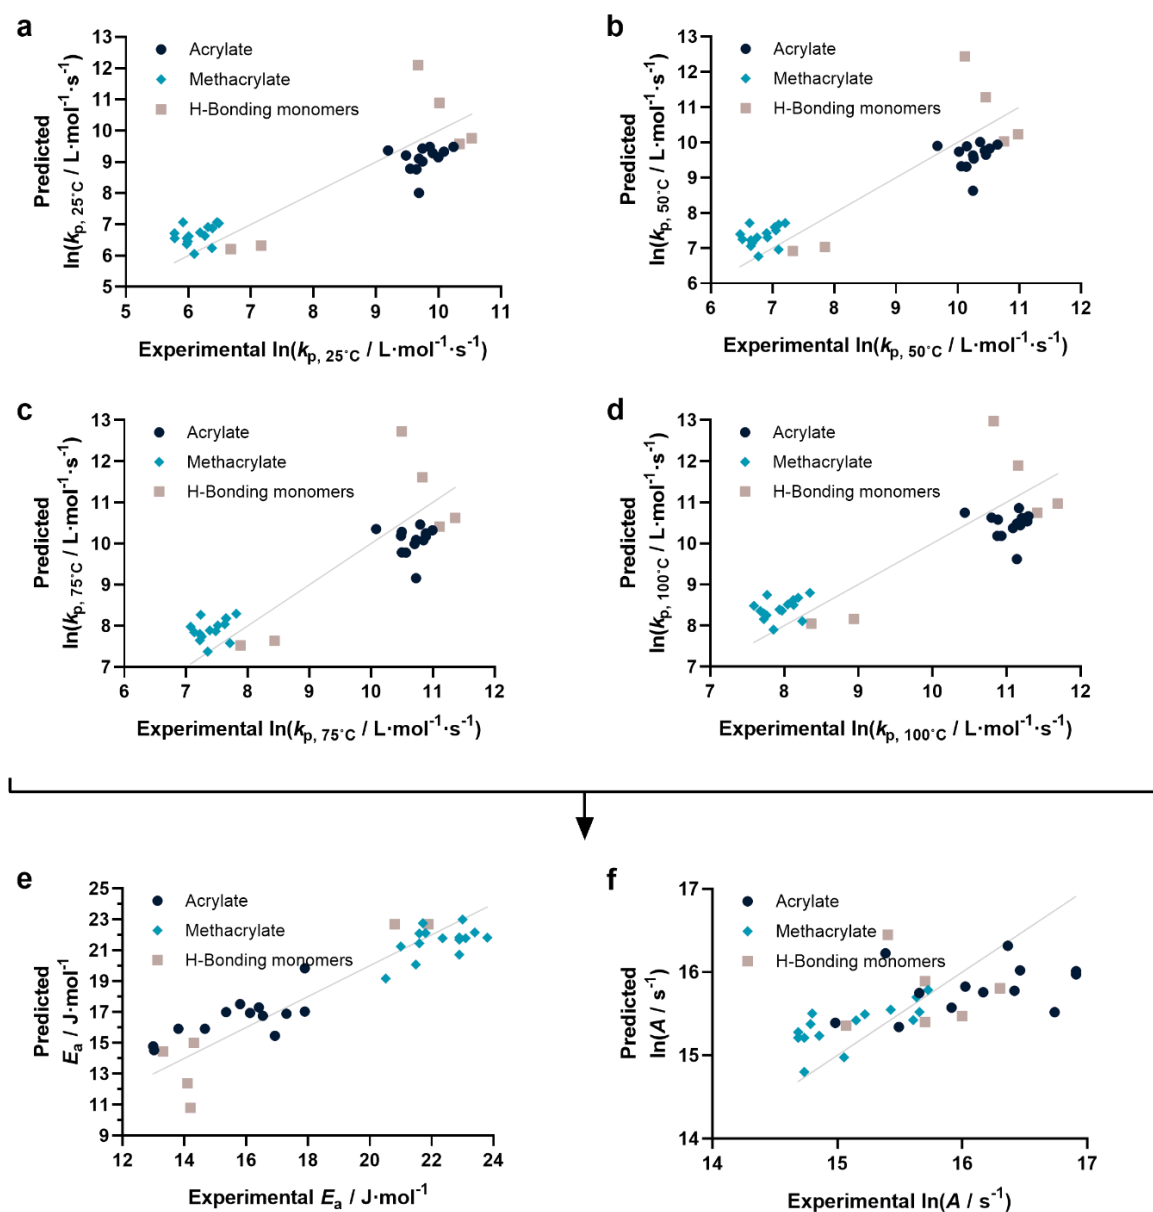 a
Predicted
ln(kp, 25°C / L·mol-1·s-1)
13
12
11
10
9
8
7
6
5
Acrylate
Methacrylate
H-Bonding monomers
5 6 7 8 9 10 11
Experimental ln(kp, 25°C / L·mol-1·s-1)
b
Predicted
ln(kp, 50°C / L·mol-1·s-1)
13
12
11
10
9
8
7
6
Acrylate
Methacrylate
H-Bonding monomers
6 7 8 9 10 11 12
Experimental ln(kp, 50°C / L·mol-1·s-1)
c
Predicted
ln(kp, 75°C / L·mol-1·s-1)
13
12
11
10
9
8
7
Acrylate
Methacrylate
H-Bonding monomers
6 7 8 9 10 11 12
Experimental ln(kp, 75°C / L·mol-1·s-1)
d
Predicted
ln(kp, 100°C / L·mol-1·s-1)
13
12
11
10
9
8
7
Acrylate
Methacrylate
H-Bonding monomers
7 8 9 10 11 12
Experimental ln(kp, 100°C / L·mol-1·s-1)
e
Predicted
Ea / J·mol-1
25
23
21
19
17
15
13
11
9
Acrylate
Methacrylate
H-Bonding monomers
12 14 16 18 20 22 24
Experimental Ea / J·mol-1
f
Predicted
ln(A / s-1)
17
16
15
14
Acrylate
Methacrylate
H-Bonding monomers
14 15 16 17
Experimental ln(A / s-1)